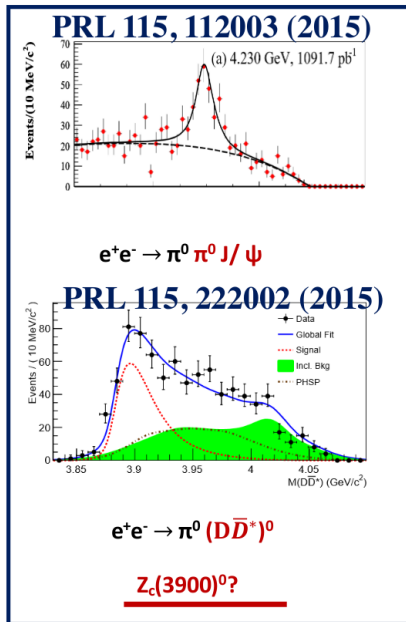 PRL 115, 112003 (2015)
(a) 4.230 GeV, 1091.7 pb¹
Events/(10 MeV/c²)
70
60
50
40
30
20
10
0
e⁺e⁻ → π⁰ π⁰ J/ ψ
PRL 115, 222002 (2015)
Events / ( 10 MeV/c² )
80
60
40
20
0
Data
Global Fit
Signal
Incl. Bkg
PHSP
3.85 3.9 3.95 4 4.05
M(DD̅*) (GeV/c²)
e⁺e⁻ → π⁰ (DD̅*)⁰
Zc(3900)⁰?